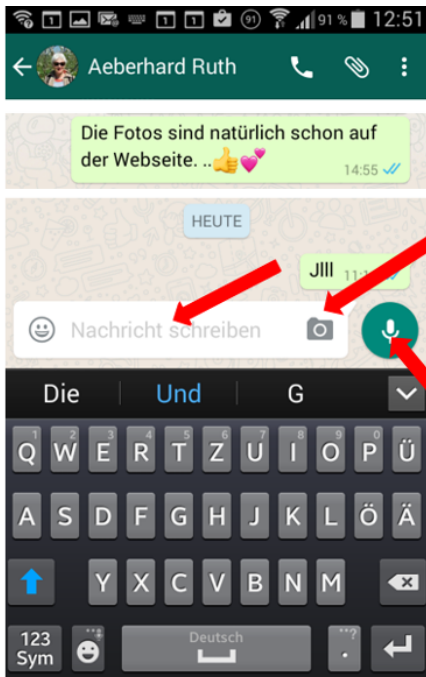 91 91 % 12:51
Aeberhard Ruth
Die Fotos sind natürlich schon auf
der Webseite. ..👍💕
14:55
HEUTE
Jlll
Nachricht schreiben
Die Und G
Q W E R T Z U I O P Ü
A S D F G H J K L Ö Ä
Y X C V B N M
123
Sym
Deutsch
.